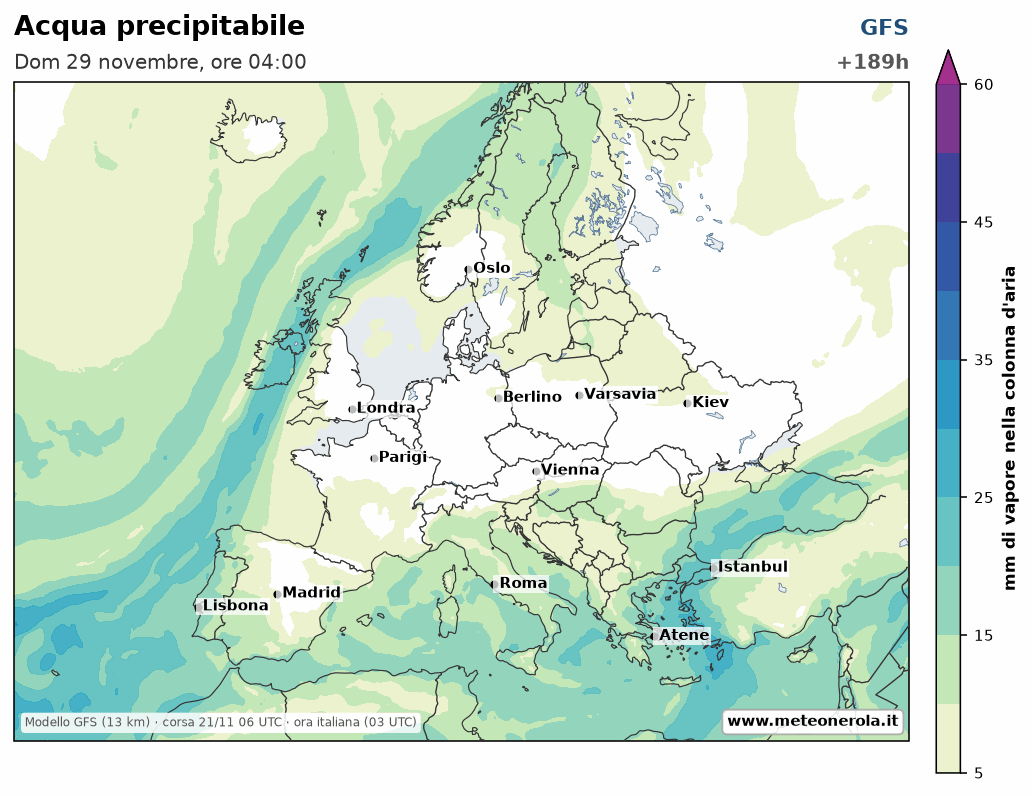 Acqua precipitabile
GFS
Dom 29 novembre, ore 04:00
+189h
60
45
35
25
15
5
mm di vapore nella colonna d'aria
Oslo
Berlino
Varsavia
Kiev
Londra
Parigi
Vienna
Istanbul
Roma
Madrid
Lisbona
Atene
Modello GFS (13 km) · corsa 21/11 06 UTC · ora italiana (03 UTC)
www.meteonerola.it